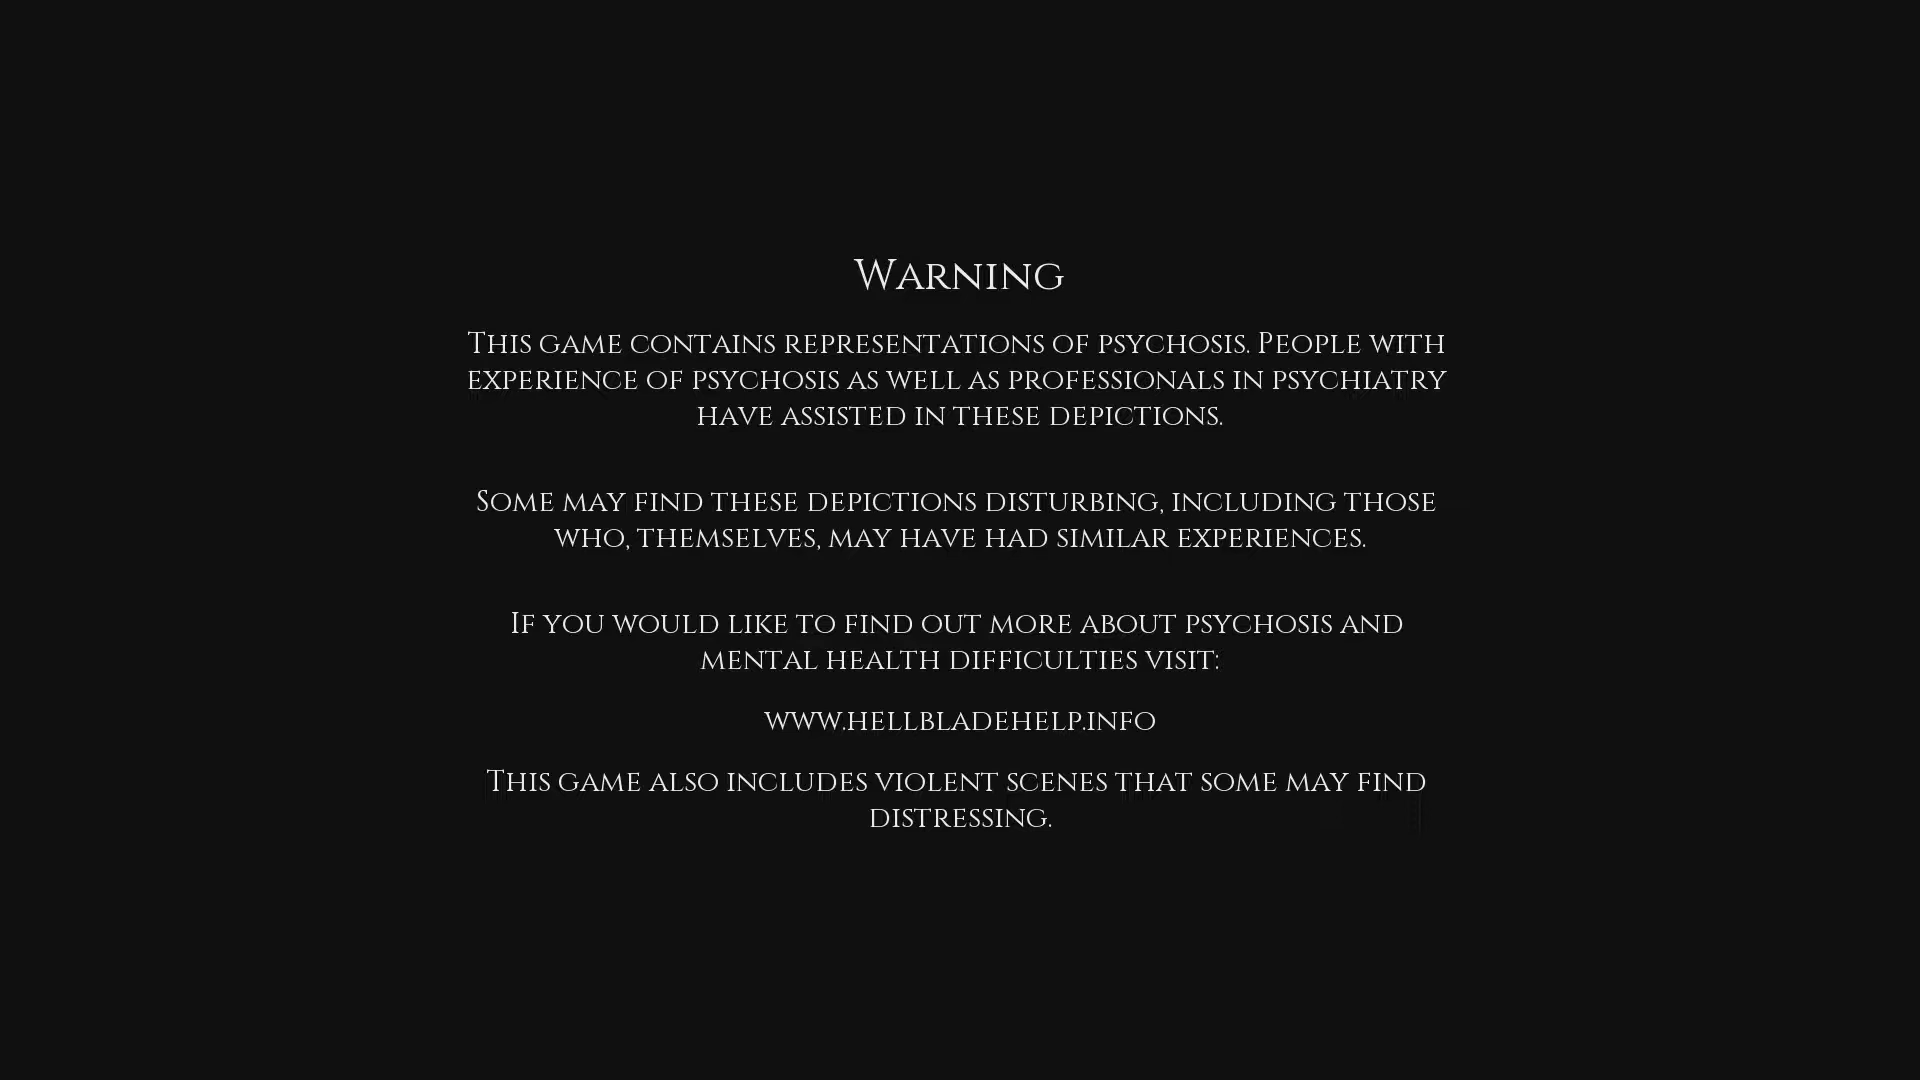 Warning
This game contains representations of psychosis. People with
experience of psychosis as well as professionals in psychiatry
have assisted in these depictions.
Some may find these depictions disturbing, including those
who, themselves, may have had similar experiences.
If you would like to find out more about psychosis and
mental health difficulties visit:
www.hellbladehelp.info
This game also includes violent scenes that some may find
distressing.